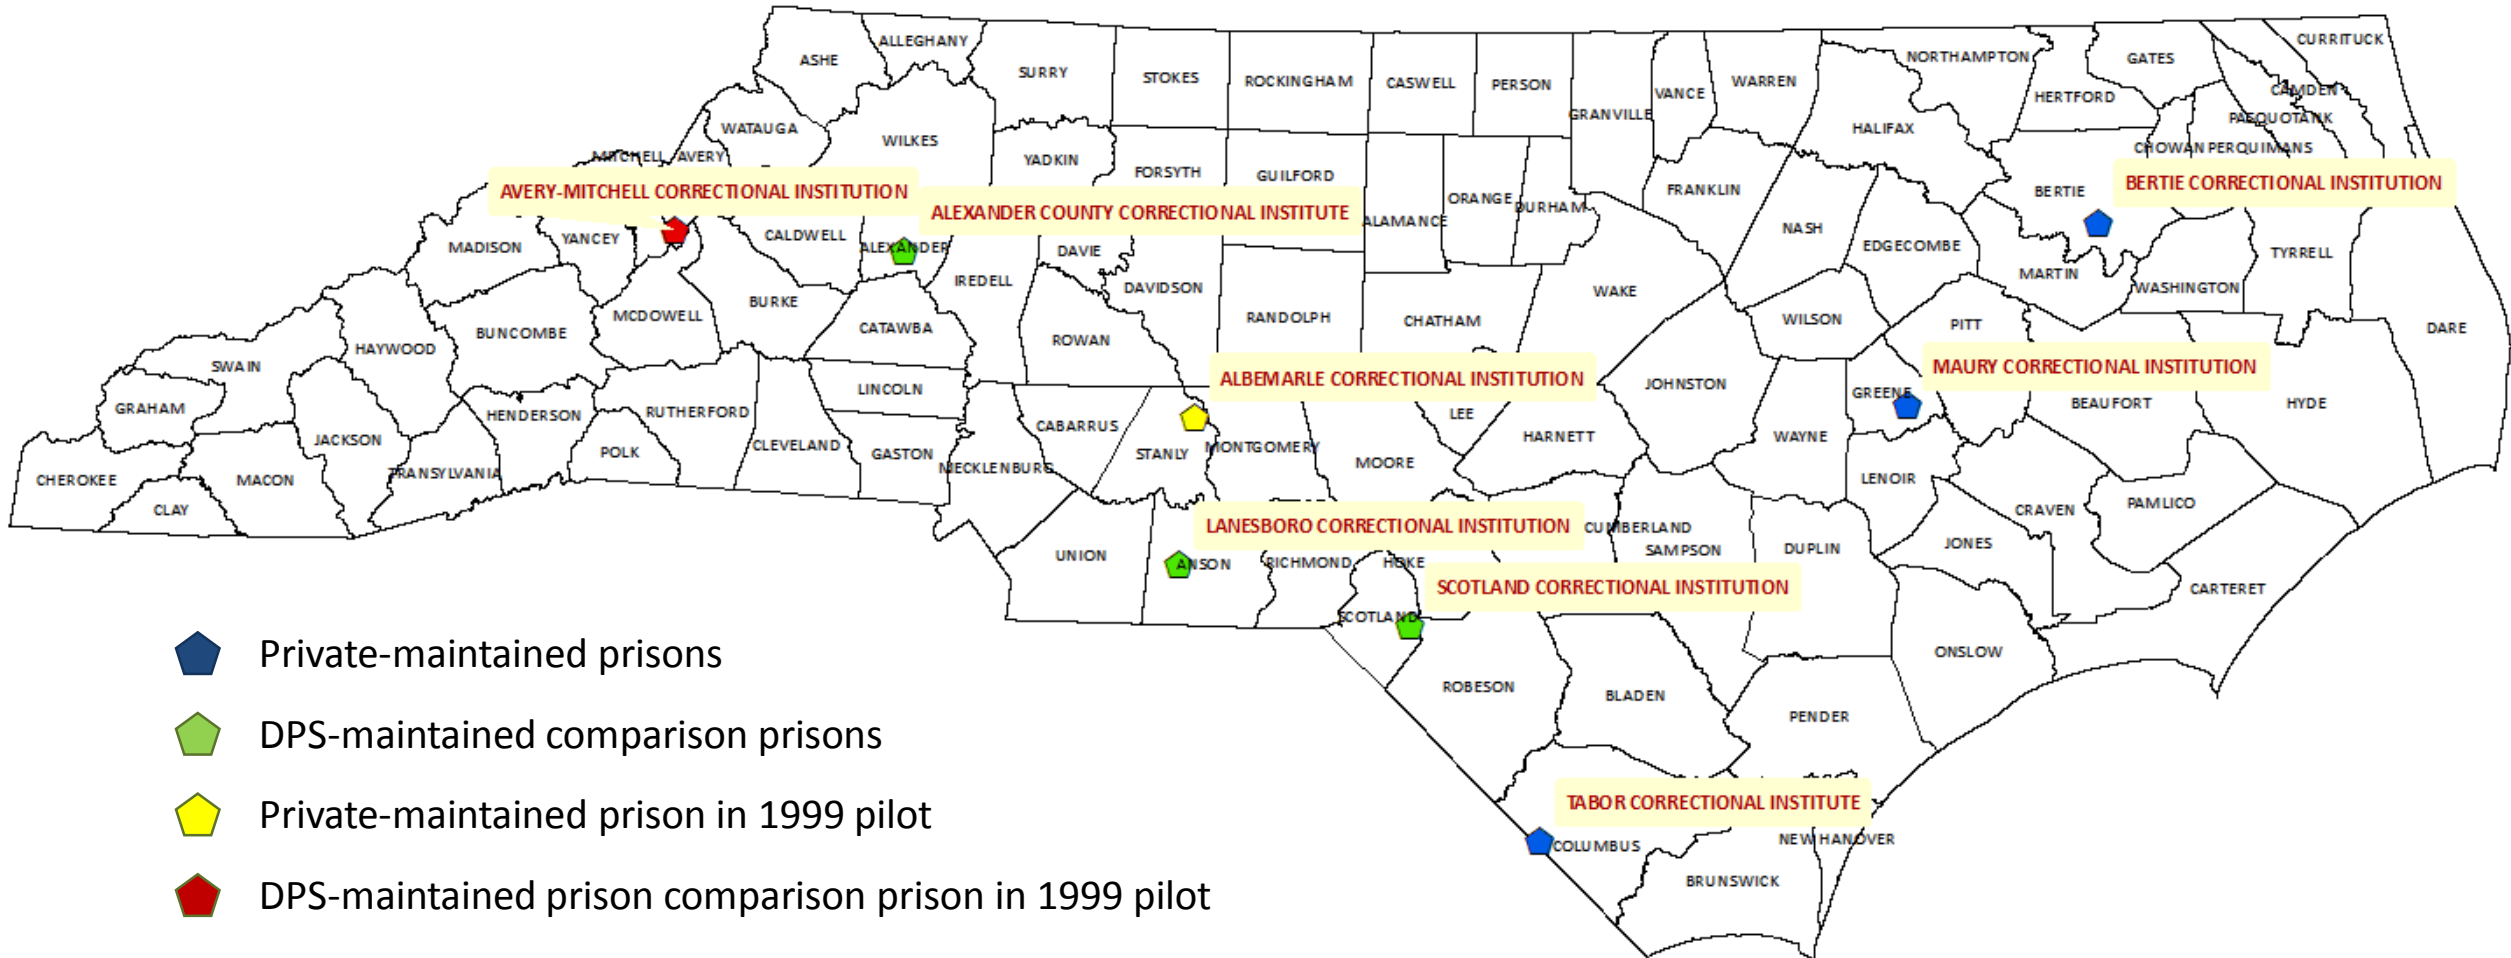 ASHE
ALLEGHANY
SURRY
STOKES
ROCKINGHAM
CASWELL
PERSON
GRANVILLE
VANCE
WARREN
NORTHAMPTON
GATES
CURRITUCK
HERTFORD
CAMDEN
PASQUOTANK
HALIFAX
WATAUGA
WILKES
YADKIN
FORSYTH
GUILFORD
ALAMANCE
ORANGE
DURHAM
FRANKLIN
BERTIE
CHOWAN
PERQUIMANS
MITCHELL
AVERY
AVERY-MITCHELL CORRECTIONAL INSTITUTION
ALEXANDER COUNTY CORRECTIONAL INSTITUTE
BERTIE CORRECTIONAL INSTITUTION
MADISON
YANCEY
CALDWELL
ALEXANDER
DAVIE
IREDELL
DAVIDSON
NASH
EDGECOMBE
MARTIN
WASHINGTON
TYRRELL
DARE
BURKE
MCDOWELL
CATAWBA
ROWAN
RANDOLPH
CHATHAM
WAKE
WILSON
PITT
BUNCOMBE
HAYWOOD
SWAIN
GRAHAM
LINCOLN
ALBEMARLE CORRECTIONAL INSTITUTION
JOHNSTON
GREENE
MAURY CORRECTIONAL INSTITUTION
BEAUFORT
HYDE
HENDERSON
RUTHERFORD
CLEVELAND
GASTON
CABARRUS
STANLY
MONTGOMERY
MOORE
LEE
HARNETT
WAYNE
LENOIR
CRAVEN
PAMLICO
CHEROKEE
CLAY
MACON
JACKSON
TRANSYLVANIA
POLK
MECKLENBURG
UNION
ANSON
LANESBORO CORRECTIONAL INSTITUTION
RICHMOND
HOKE
CUMBERLAND
SAMPSON
DUPLIN
JONES
CARTERET
SCOTLAND CORRECTIONAL INSTITUTION
SCOTLAND
ROBESON
BLADEN
ONSLOW
PENDER
TABOR CORRECTIONAL INSTITUTE
COLUMBUS
NEW HANOVER
BRUNSWICK
Private-maintained prisons
DPS-maintained comparison prisons
Private-maintained prison in 1999 pilot
DPS-maintained prison comparison prison in 1999 pilot